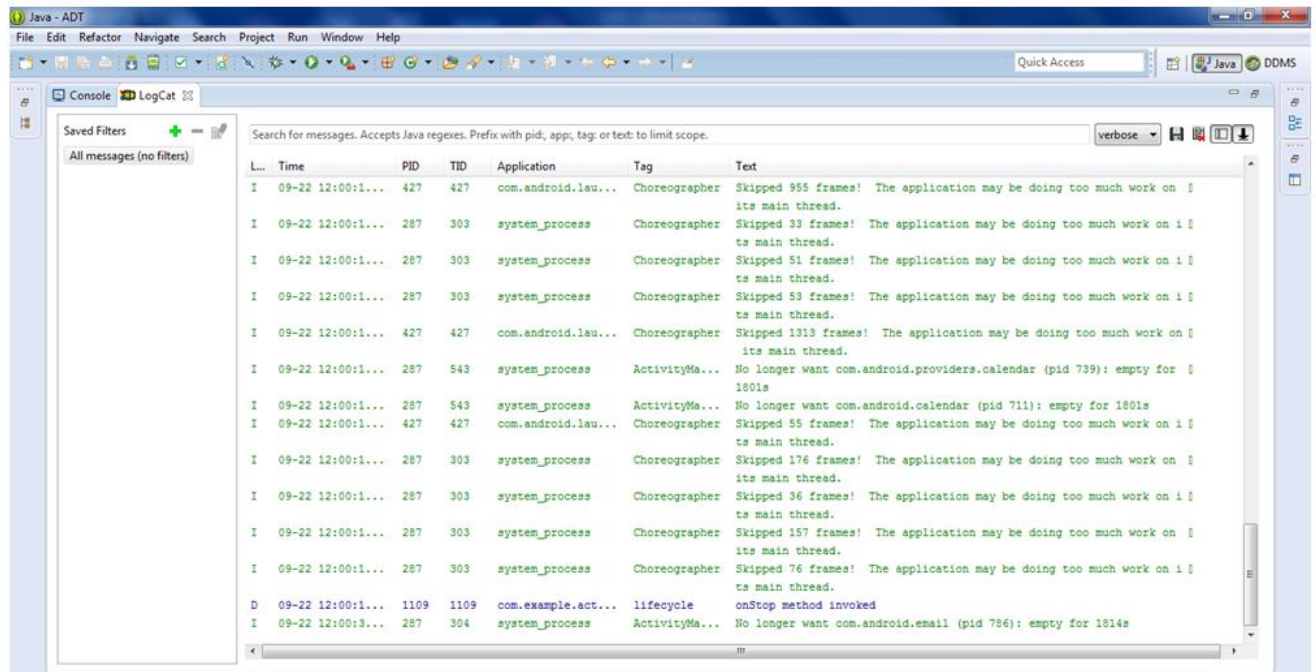 Java - ADT
File Edit Refactor Navigate Search Project Run Window Help
Quick Access
Java
DDMS
Console
LogCat
Saved Filters
All messages (no filters)
Search for messages. Accepts Java regexes. Prefix with pid:, app:, tag: or text: to limit scope.
verbose
L... Time PID TID Application Tag Text
I 09-22 12:00:1... 427 427 com.android.lau... Choreographer Skipped 955 frames! The application may be doing too much work on
its main thread.
I 09-22 12:00:1... 287 303 system_process Choreographer Skipped 33 frames! The application may be doing too much work on i
ts main thread.
I 09-22 12:00:1... 287 303 system_process Choreographer Skipped 51 frames! The application may be doing too much work on i
ts main thread.
I 09-22 12:00:1... 287 303 system_process Choreographer Skipped 53 frames! The application may be doing too much work on i
ts main thread.
I 09-22 12:00:1... 427 427 com.android.lau... Choreographer Skipped 1313 frames! The application may be doing too much work on
its main thread.
I 09-22 12:00:1... 287 543 system_process ActivityMa... No longer want com.android.providers.calendar (pid 739): empty for
1801s
I 09-22 12:00:1... 287 543 system_process ActivityMa... No longer want com.android.calendar (pid 711): empty for 1801s
I 09-22 12:00:1... 427 427 com.android.lau... Choreographer Skipped 55 frames! The application may be doing too much work on i
ts main thread.
I 09-22 12:00:1... 287 303 system_process Choreographer Skipped 176 frames! The application may be doing too much work on
its main thread.
I 09-22 12:00:1... 287 303 system_process Choreographer Skipped 36 frames! The application may be doing too much work on i
ts main thread.
I 09-22 12:00:1... 287 303 system_process Choreographer Skipped 157 frames! The application may be doing too much work on
its main thread.
I 09-22 12:00:1... 287 303 system_process Choreographer Skipped 76 frames! The application may be doing too much work on i
ts main thread.
D 09-22 12:00:1... 1109 1109 com.example.act... lifecycle onStop method invoked
I 09-22 12:00:3... 287 304 system_process ActivityMa... No longer want com.android.email (pid 786): empty for 1814s